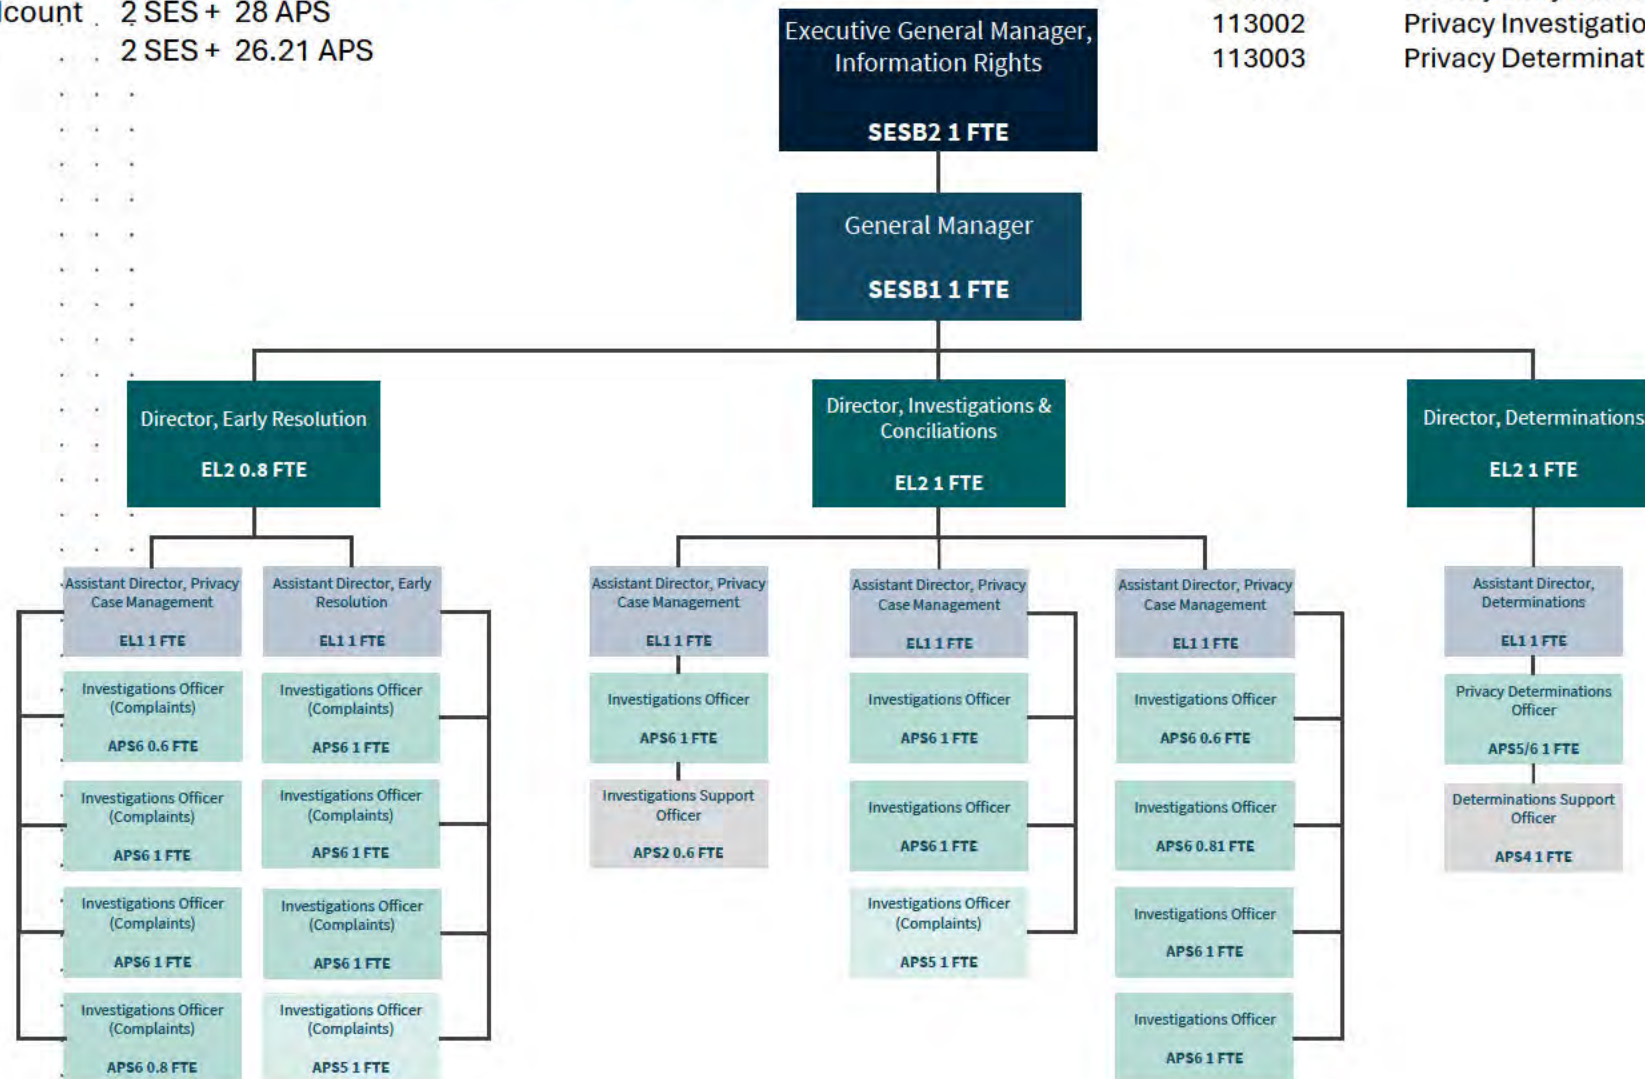 2 SES + 28 APS
2 SES + 26.21 APS
113002 Privacy
113003 Privacy
Executive General Manager,
Information Rights
SESB2 1 FTE
General Manager
SESB1 1 FTE
Director, Early Resolution
EL2 0.8 FTE
Director, Investigations &
Conciliations
EL2 1 FTE
Director, Determinations
EL2 1 FTE
Assistant Director, Privacy
Case Management
EL1 1 FTE
Investigations Officer
(Complaints)
APS6 0.6 FTE
Investigations Officer
(Complaints)
APS6 1 FTE
Investigations Officer
(Complaints)
APS6 1 FTE
Investigations Officer
(Complaints)
APS6 0.8 FTE
Assistant Director, Early
Resolution
EL1 1 FTE
Investigations Officer
(Complaints)
APS6 1 FTE
Investigations Officer
(Complaints)
APS6 1 FTE
Investigations Officer
(Complaints)
APS6 1 FTE
Investigations Officer
(Complaints)
APS5 1 FTE
Assistant Director, Privacy
Case Management
EL1 1 FTE
Investigations Officer
APS6 1 FTE
Investigations Support
Officer
APS2 0.6 FTE
Assistant Director, Privacy
Case Management
EL1 1 FTE
Investigations Officer
APS6 1 FTE
Investigations Officer
APS6 1 FTE
Investigations Officer
(Complaints)
APS5 1 FTE
Assistant Director, Privacy
Case Management
EL1 1 FTE
Investigations Officer
APS6 0.6 FTE
Investigations Officer
APS6 0.81 FTE
Investigations Officer
APS6 1 FTE
Investigations Officer
APS6 1 FTE
Assistant Director,
Determinations
EL1 1 FTE
Privacy Determinations
Officer
APS5/6 1 FTE
Determinations Support
Officer
APS4 1 FTE